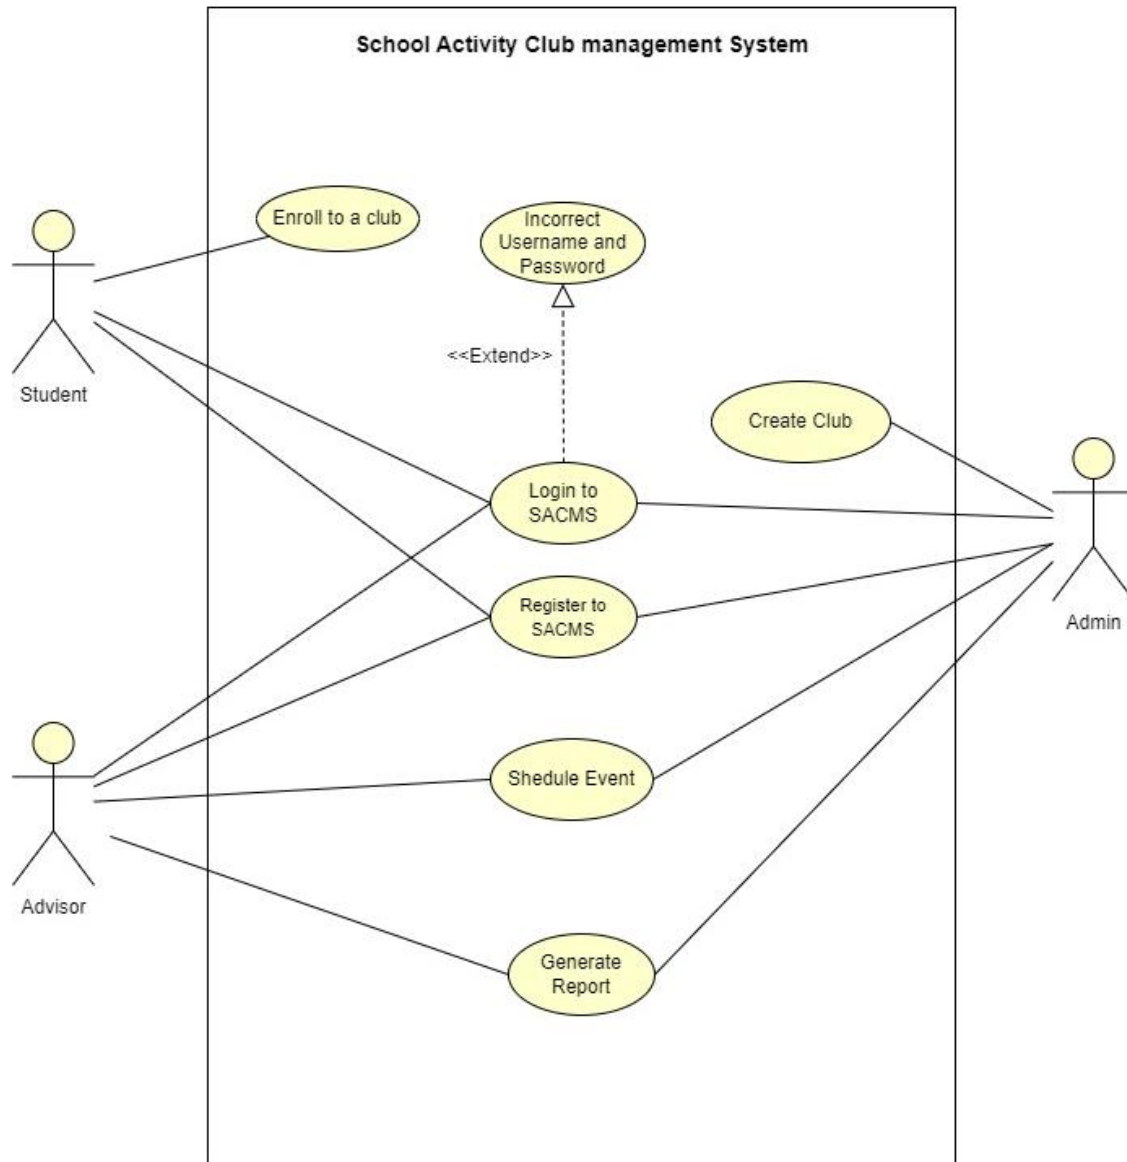 School Activity Club management System
Enroll to a club
Incorrect
Username and
Password
<<Extend>>
Student
Create Club
Login to
SACMS
Register to
SACMS
Admin
Shedule Event
Advisor
Generate
Report